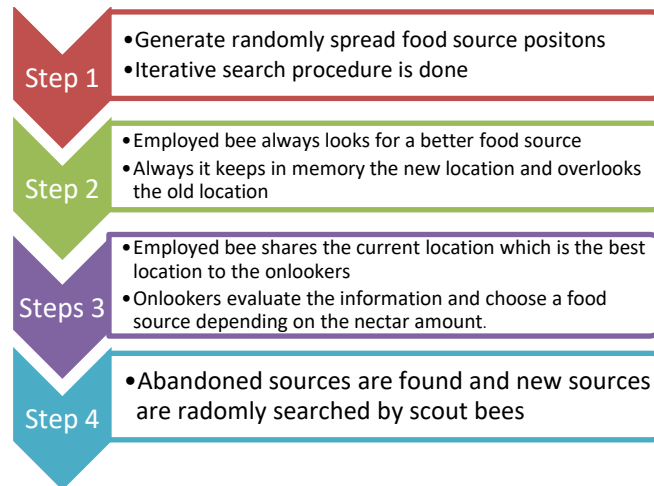 Step 1
•Generate randomly spread food source positons
•Iterative search procedure is done
Step 2
•Employed bee always looks for a better food source
•Always it keeps in memory the new location and overlooks
the old location
Steps 3
•Employed bee shares the current location which is the best
location to the onlookers
•Onlookers evaluate the information and choose a food
source depending on the nectar amount.
Step 4
•Abandoned sources are found and new sources
are radomly searched by scout bees